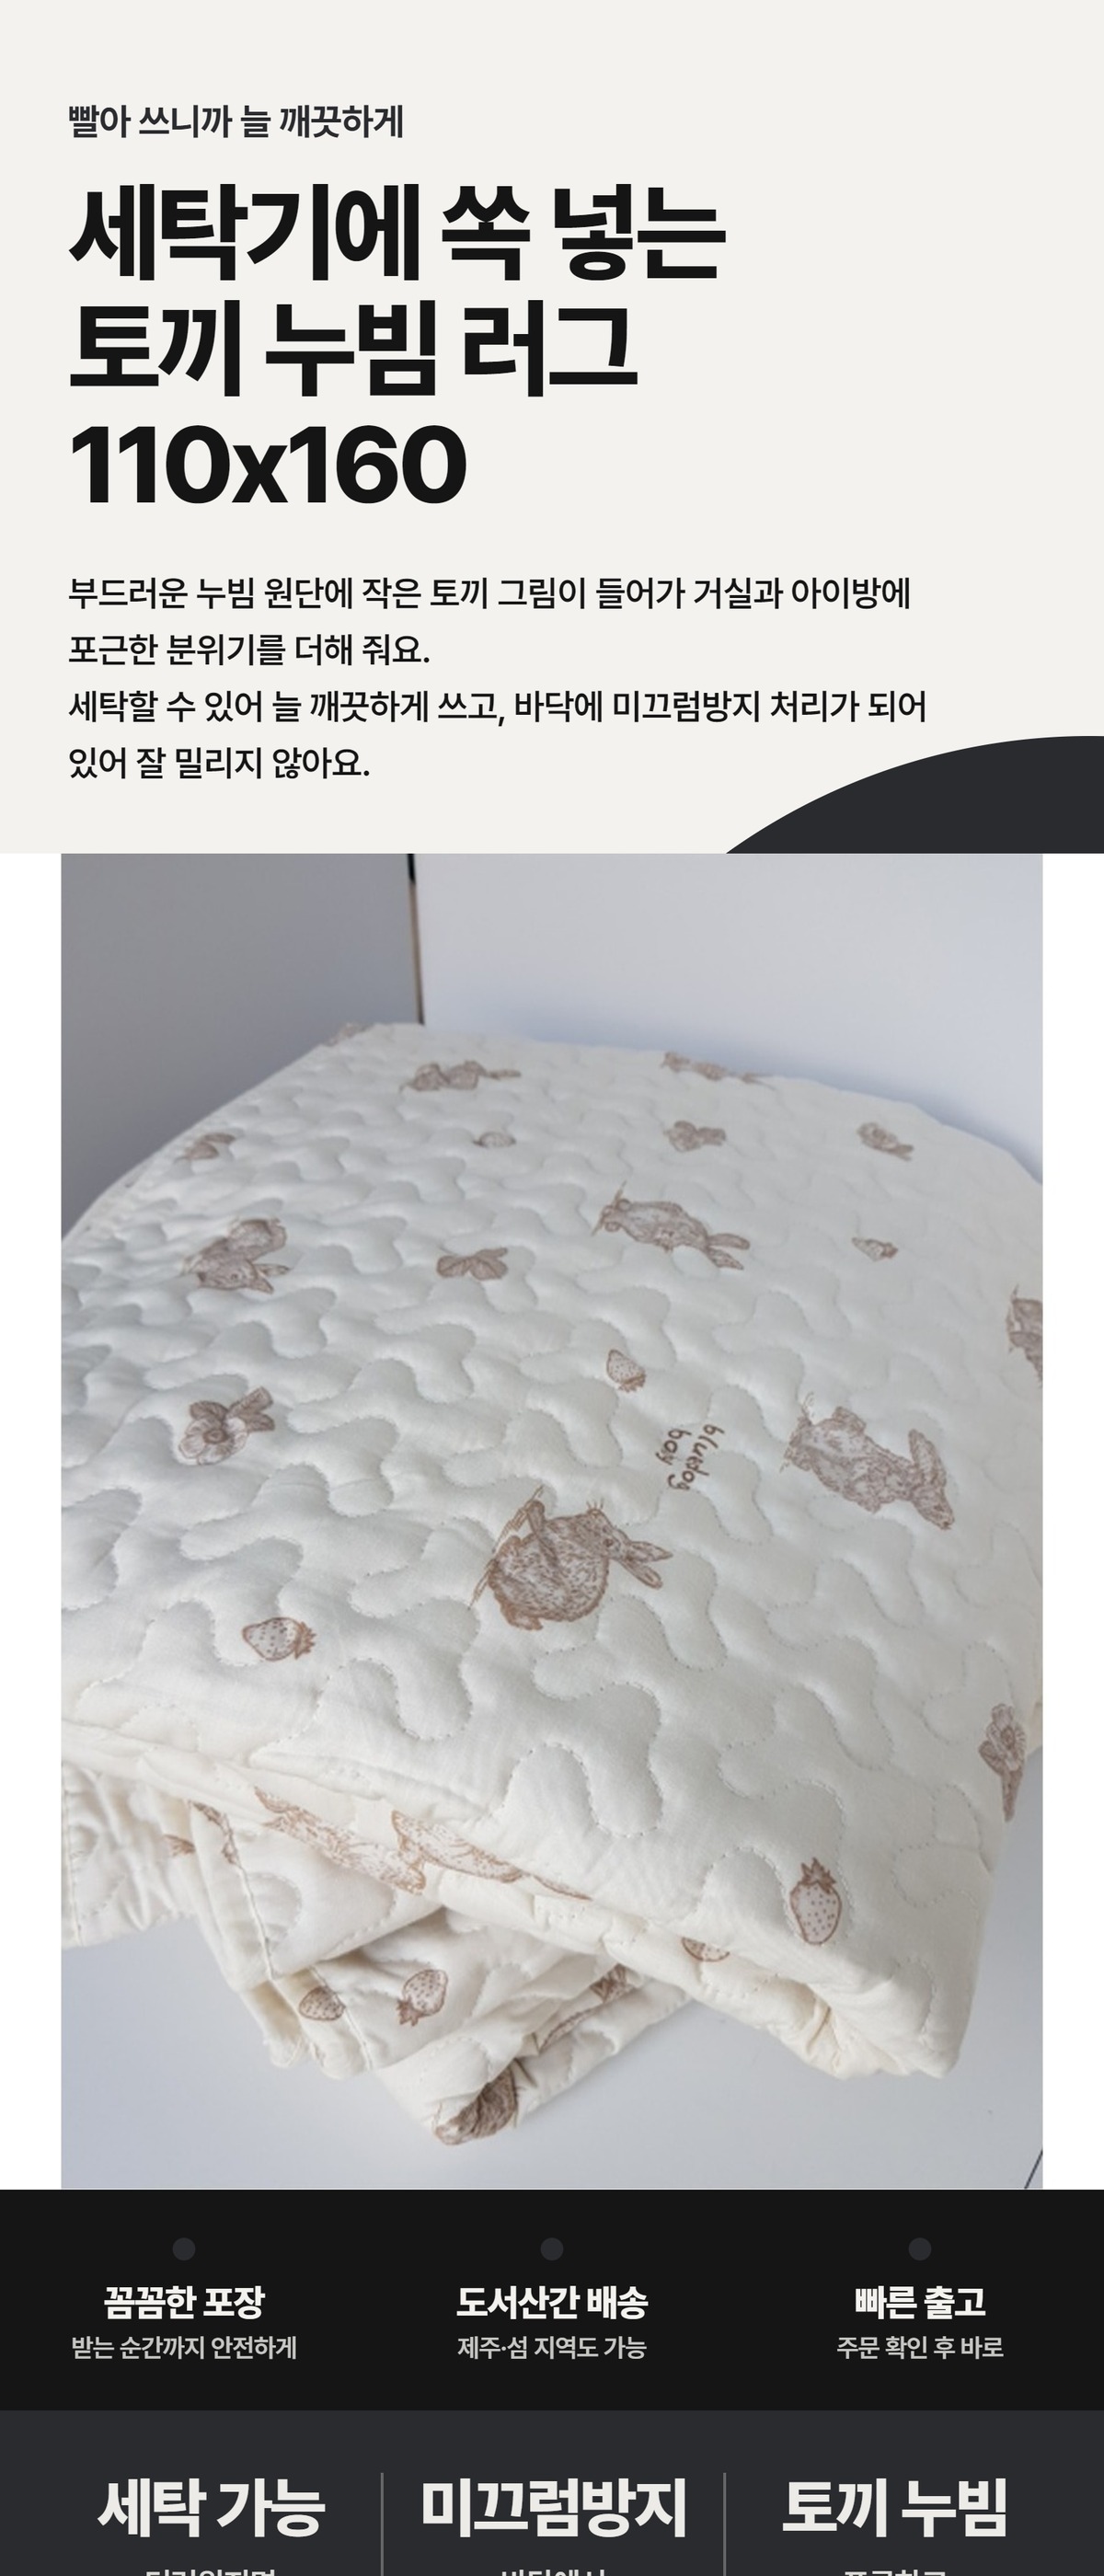 빨아 쓰니까 늘 깨끗하게
세탁기에 쏙 넣는
토끼 누빔 러그
110x160
부드러운 누빔 원단에 작은 토끼 그림이 들어가 거실과 아이방에
포근한 분위기를 더해 줘요.
세탁할 수 있어 늘 깨끗하게 쓰고, 바닥에 미끄럼방지 처리가 되어
있어 잘 밀리지 않아요.
bludog
bay
꼼꼼한 포장
도서산간 배송
빠른 출고
받는 순간까지 안전하게
제주·섬 지역도 가능
주문 확인 후 바로
세탁 가능
미끄럼방지
토끼 누빔